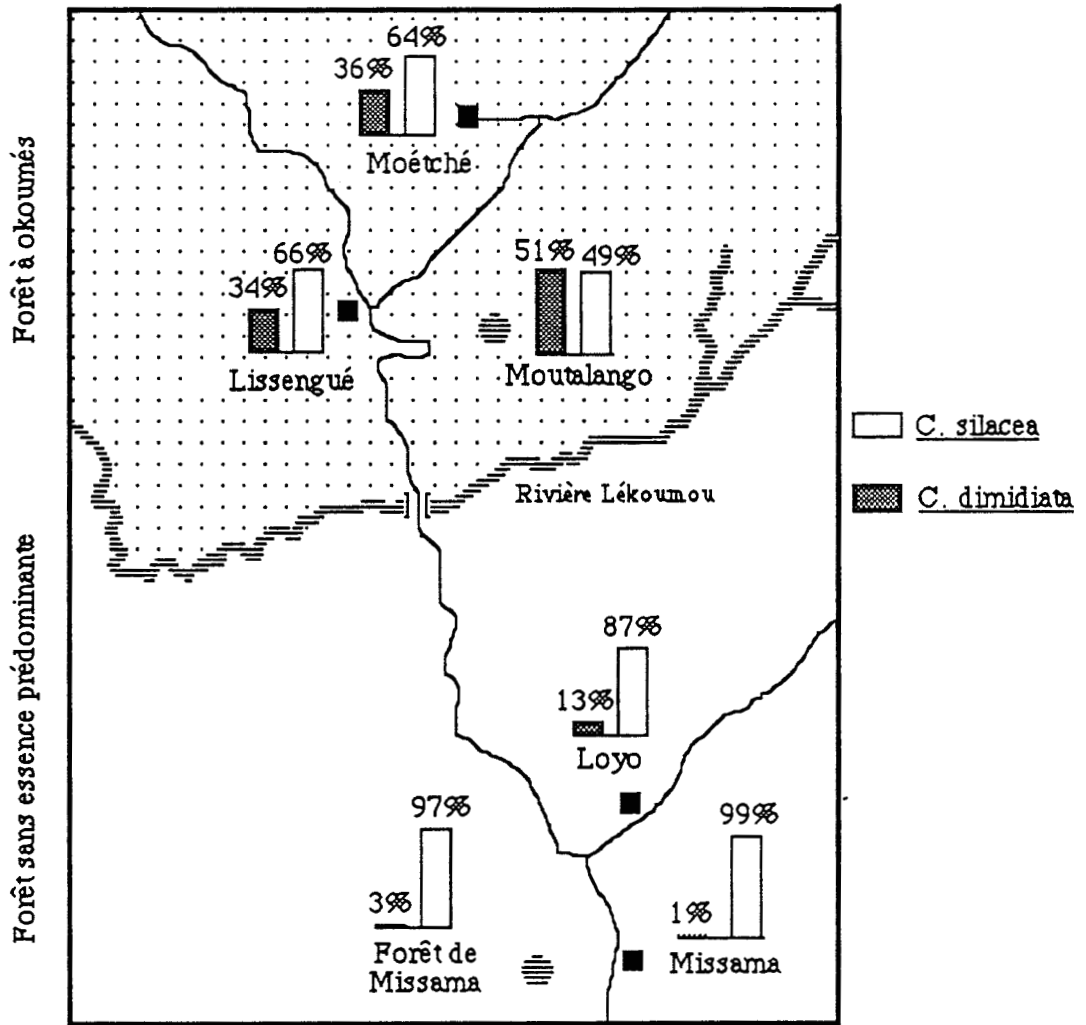 64%
36%
Moétché
Forêt à okoumés
66%
34%
Lissengué
51%
49%
Moutalango
C. silacea
C. dimidiata
Rivière Lékoumou
Forêt sans essence prédominante
87%
13%
Loyo
97%
3%
Forêt de
Missama
99%
1%
Missama